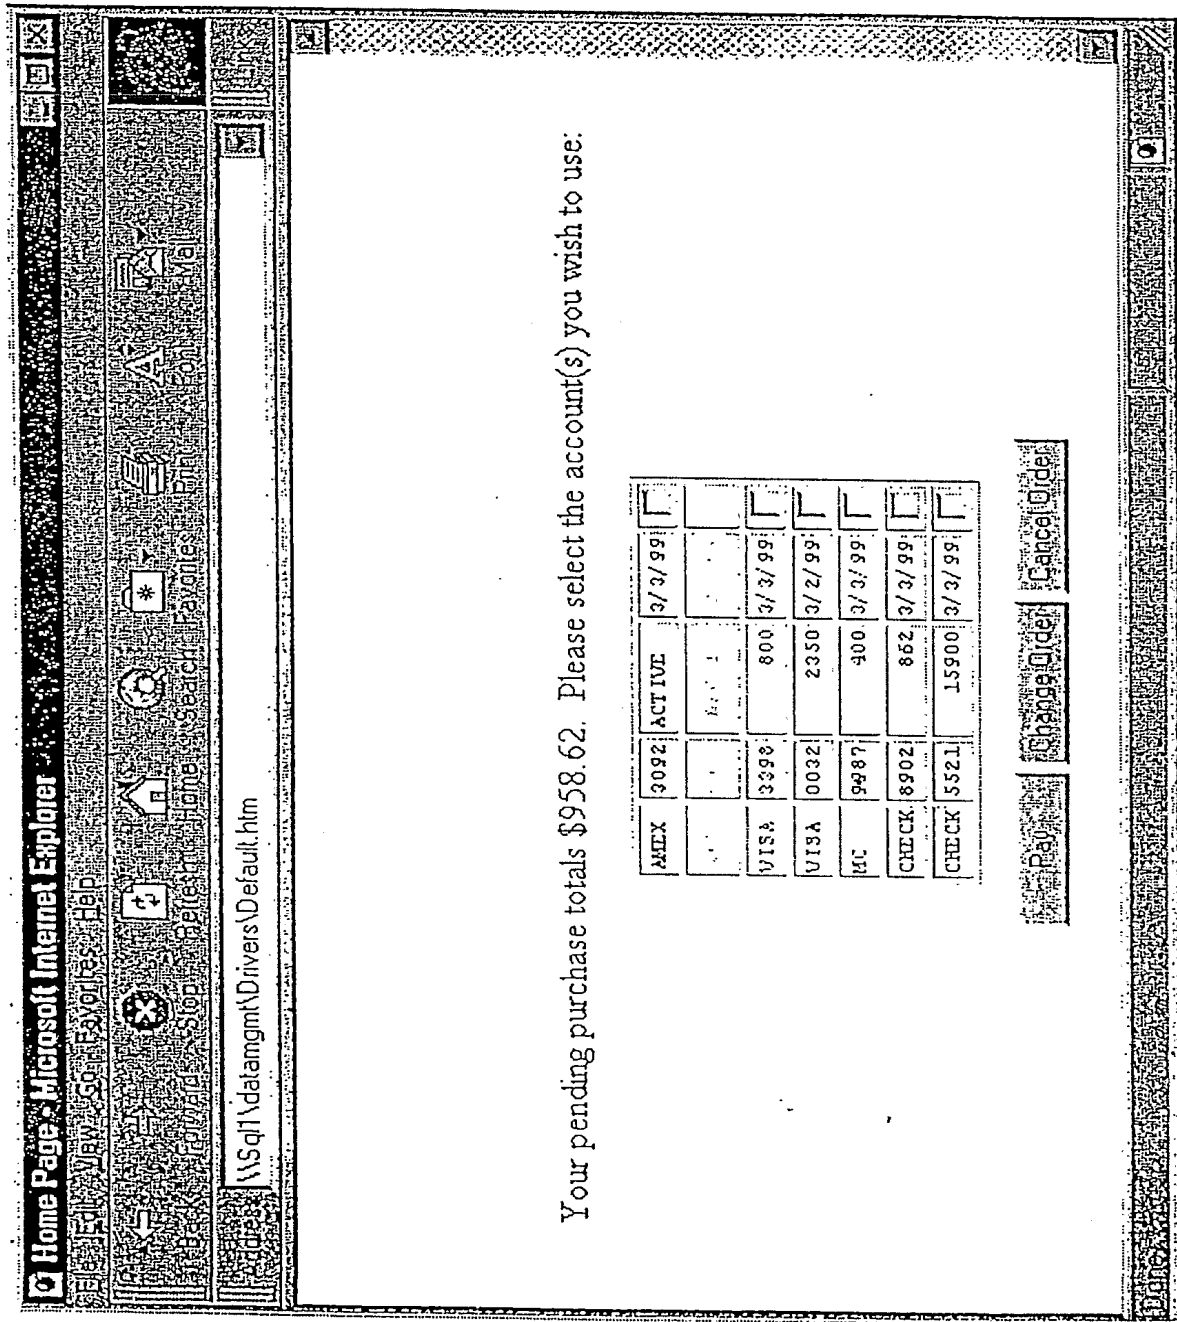 Home Page - Microsoft Internet Explorer
File Edit View Go Favorites Help
Back Forward Stop Refresh Home Search Favorites Print Font Mail
Address \\Sql1\datamgmt\Drivers\Default.htm Links
Your pending purchase totals $958.62. Please select the account(s) you wish to use:
AMEX 3092 ACTIVE 3/3/99
VISA 3398 800 3/3/99
VISA 0032 2350 3/2/99
MC 9487 400 3/3/99
CHECK 8902 862 3/3/99
CHECK 5521 15900 3/3/99
Pay Change Order Cancel Order
Done